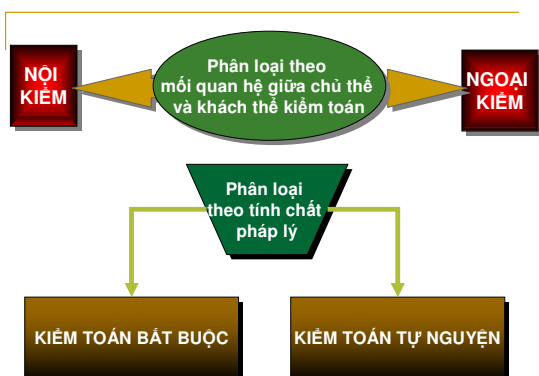 NỘI
KIỂM
Phân loại theo
mối quan hệ giữa chủ thể
và khách thể kiểm toán
NGOẠI
KIỂM
Phân loại
theo tính chất
pháp lý
KIỂM TOÁN BẮT BUỘC
KIỂM TOÁN TỰ NGUYỆN